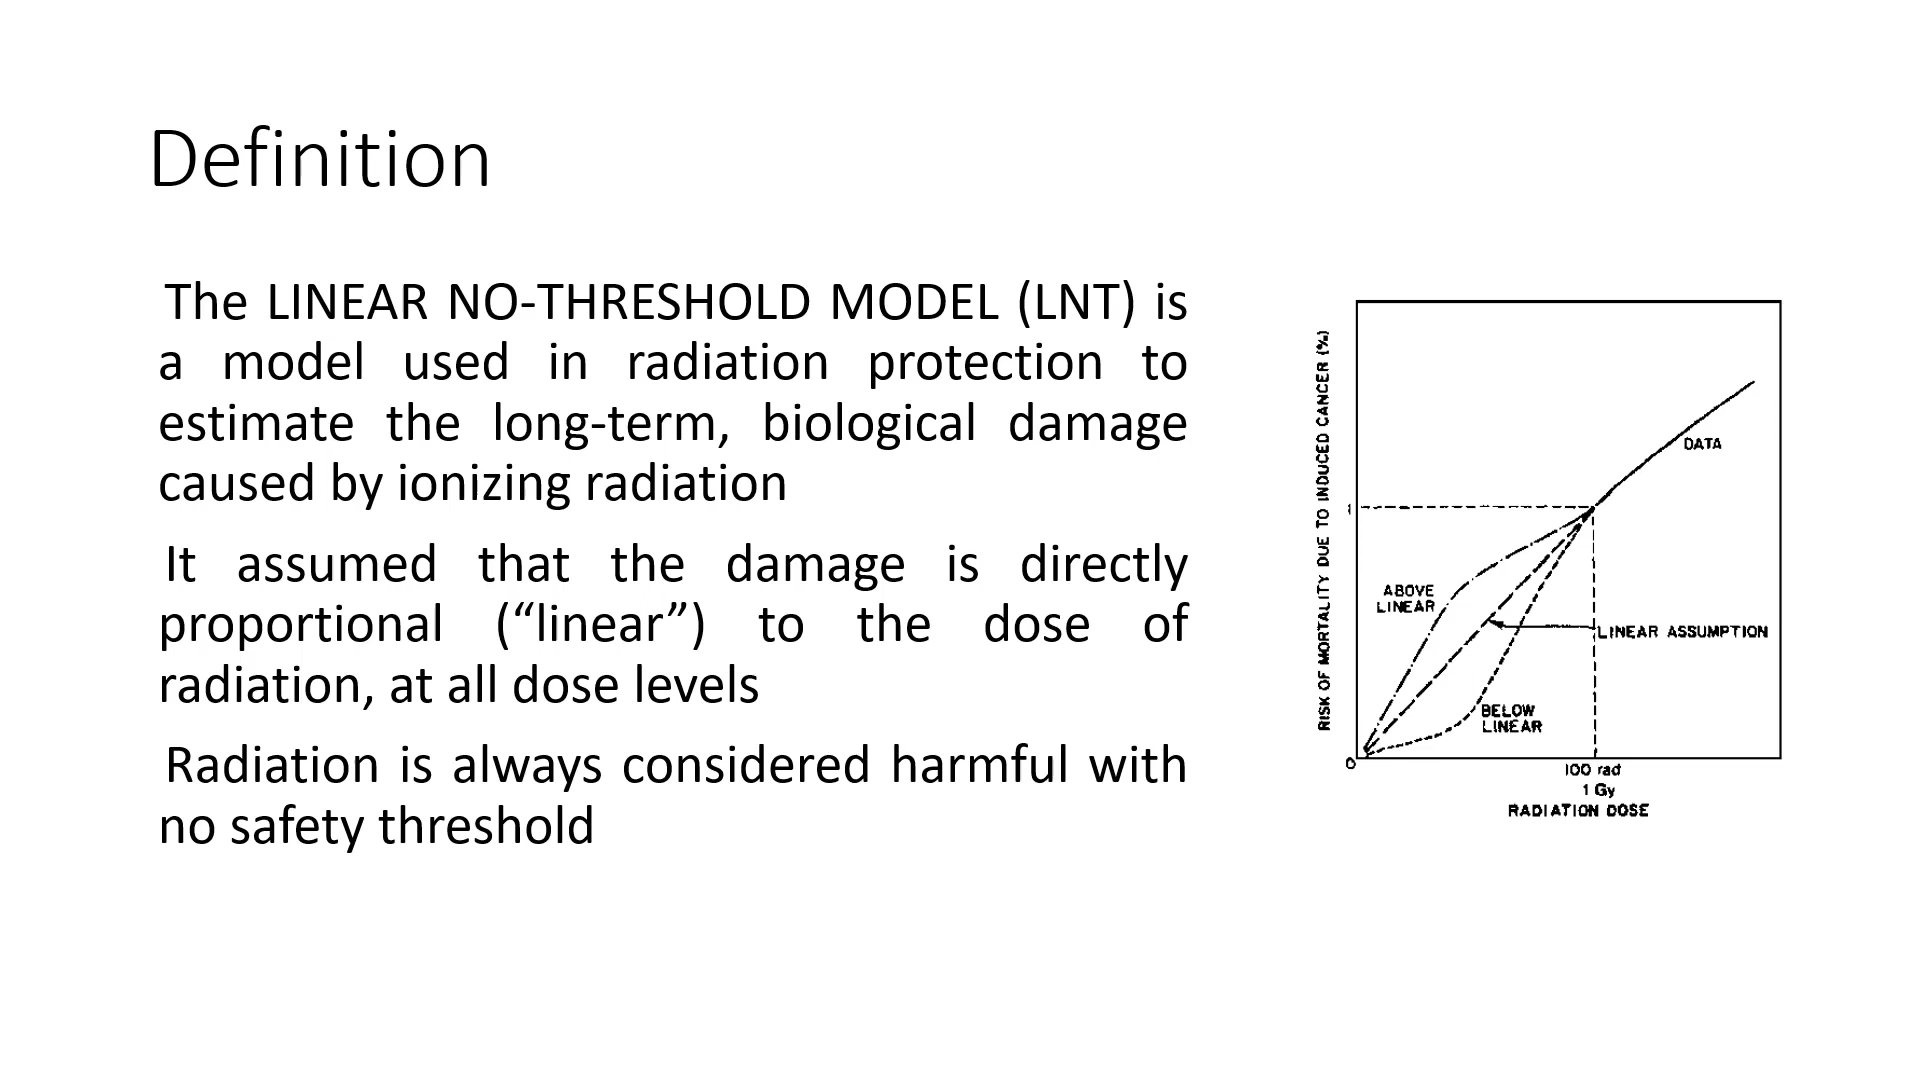 Definition
The LINEAR NO-THRESHOLD MODEL (LNT) is
a model used in radiation protection to
estimate the long-term, biological damage
caused by ionizing radiation
It assumed that the damage is directly
proportional (“linear”) to the dose of
radiation, at all dose levels
Radiation is always considered harmful with
no safety threshold
RISK OF MORTALITY DUE TO INDUCED CANCER (%)
DATA
ABOVE
LINEAR
LINEAR ASSUMPTION
BELOW
LINEAR
0
100 rad
1 Gy
RADIATION DOSE